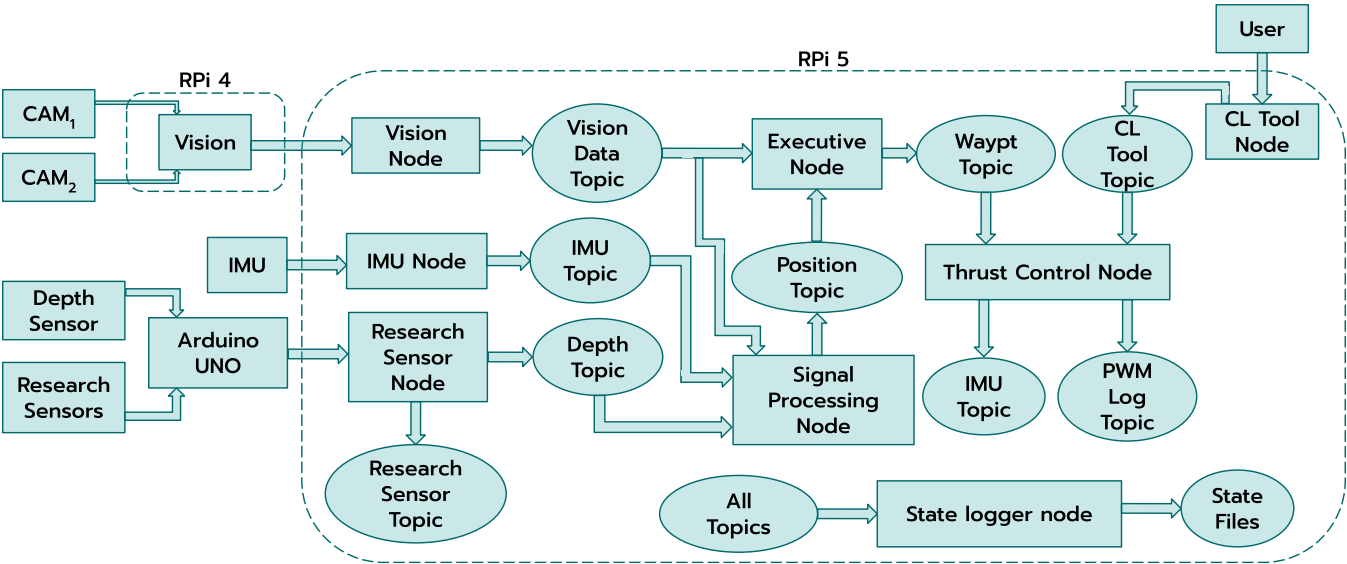 User
RPi 5
RPi 4
CAM1
CAM2
Vision
Vision
Node
Vision
Data
Topic
Executive
Node
Waypt
Topic
CL
Tool
Topic
CL Tool
Node
IMU
IMU Node
IMU
Topic
Position
Topic
Thrust Control Node
Depth
Sensor
Research
Sensors
Arduino
UNO
Research
Sensor
Node
Depth
Topic
Signal
Processing
Node
IMU
Topic
PWM
Log
Topic
Research
Sensor
Topic
All
Topics
State logger node
State
Files